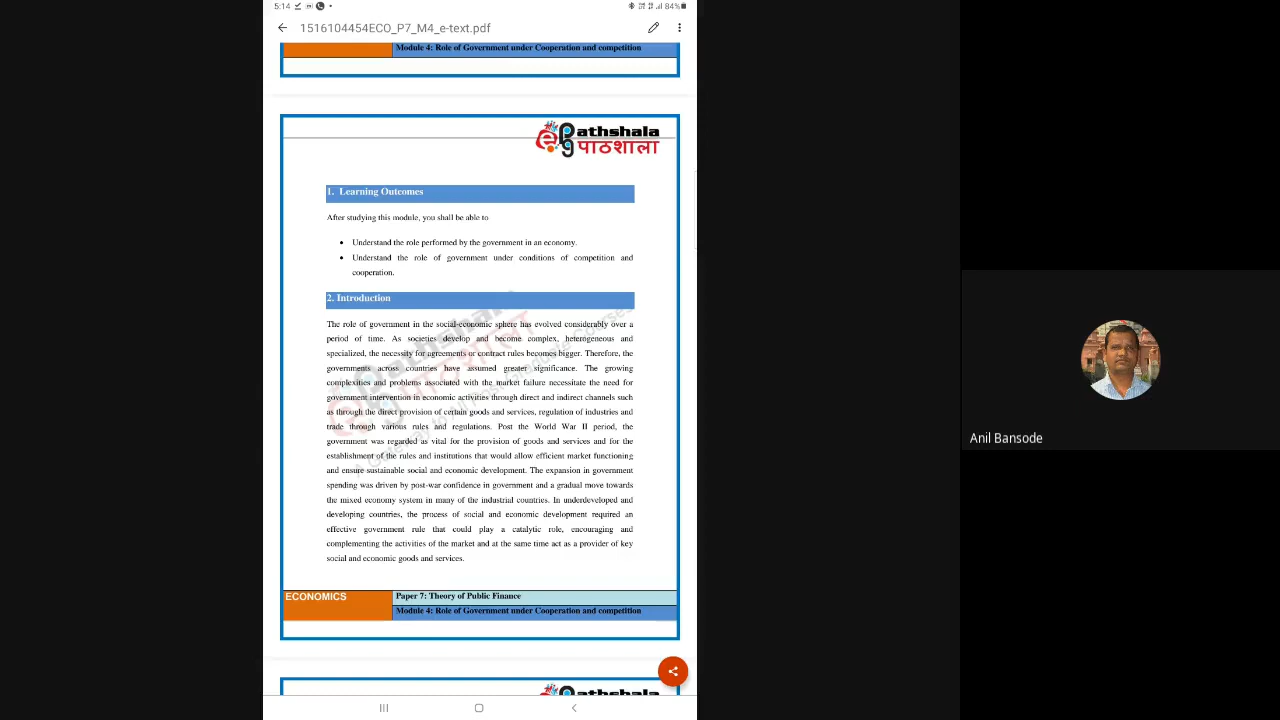 5:14
84%
1516104454ECO_P7_M4_e-text.pdf
Module 4: Role of Government under Cooperation and competition
epgathshala
पाठशाला
1. Learning Outcomes
After studying this module, you shall be able to
• Understand the role performed by the government in an economy.
• Understand the role of government under conditions of competition and
cooperation.
2. Introduction
The role of government in the social-economic sphere has evolved considerably over a
period of time. As societies develop and become complex, heterogeneous and
specialized, the necessity for agreements or contract rules becomes bigger. Therefore, the
governments across countries have assumed greater significance. The growing
complexities and problems associated with the market failure necessitate the need for
government intervention in economic activities through direct and indirect channels such
as through the direct provision of certain goods and services, regulation of industries and
trade through various rules and regulations. Post the World War II period, the
government was regarded as vital for the provision of goods and services and for the
establishment of the rules and institutions that would allow efficient market functioning
and ensure sustainable social and economic development. The expansion in government
spending was driven by post-war confidence in government and a gradual move towards
the mixed economy system in many of the industrial countries. In underdeveloped and
developing countries, the process of social and economic development required an
effective government rule that could play a catalytic role, encouraging and
complementing the activities of the market and at the same time act as a provider of key
social and economic goods and services.
ECONOMICS
Paper 7: Theory of Public Finance
Module 4: Role of Government under Cooperation and competition
athshala
Anil Bansode